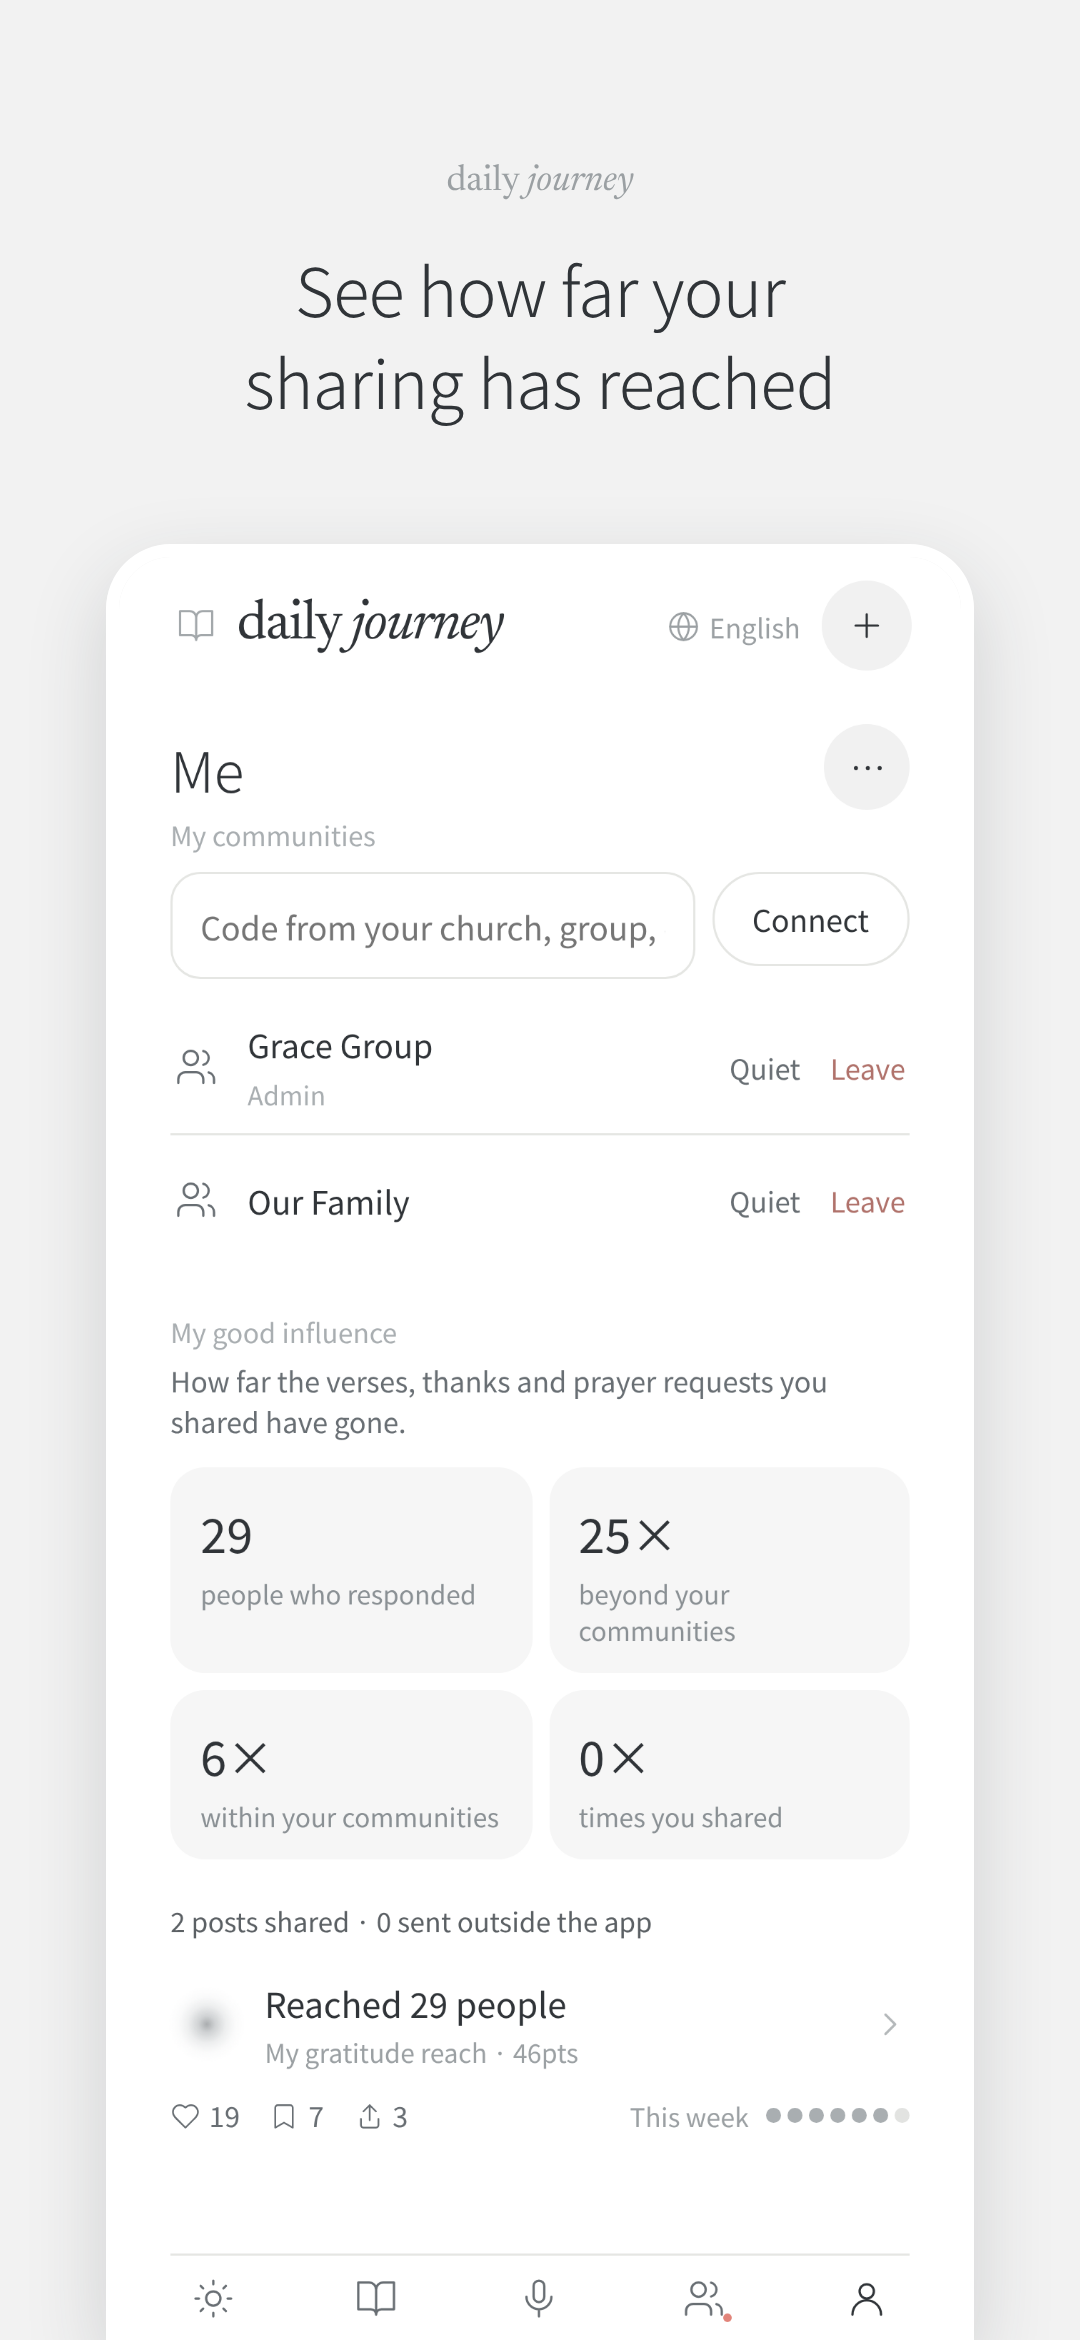 daily journey
See how far your
sharing has reached
daily journey
English
+
Me
...
My communities
Code from your church, group,
Connect
Grace Group
Admin
Quiet
Leave
Our Family
Quiet
Leave
My good influence
How far the verses, thanks and prayer requests you
shared have gone.
29
people who responded
25×
beyond your
communities
6×
within your communities
0×
times you shared
2 posts shared · 0 sent outside the app
Reached 29 people
My gratitude reach · 46pts
19
7
3
This week